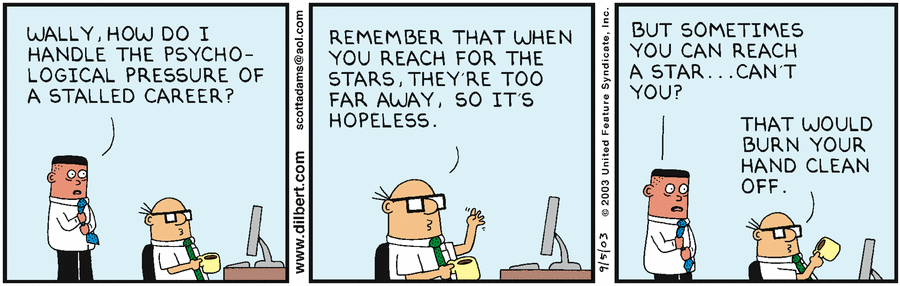 WALLY, HOW DO I
HANDLE THE PSYCHO-
LOGICAL PRESSURE OF
A STALLED CAREER?
www.dilbert.com scottadams@aol.com
REMEMBER THAT WHEN
YOU REACH FOR THE
STARS, THEY'RE TOO
FAR AWAY, SO IT'S
HOPELESS.
9/5/03 © 2003 United Feature Syndicate, Inc.
BUT SOMETIMES
YOU CAN REACH
A STAR...CAN'T
YOU?
THAT WOULD
BURN YOUR
HAND CLEAN
OFF.